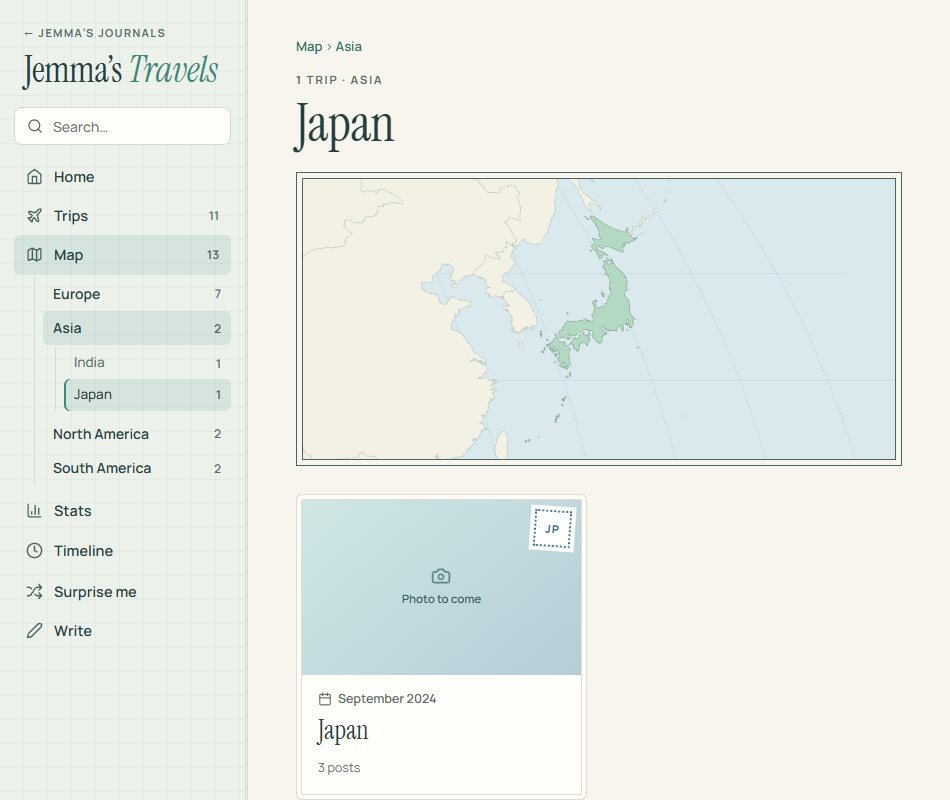 ← JEMMA'S JOURNALS
Jemma's Travels
Search...
Home
Trips 11
Map 13
Europe 7
Asia 2
India 1
Japan 1
North America 2
South America 2
Stats
Timeline
Surprise me
Write
Map › Asia
1 TRIP · ASIA
Japan
JP
Photo to come
September 2024
Japan
3 posts